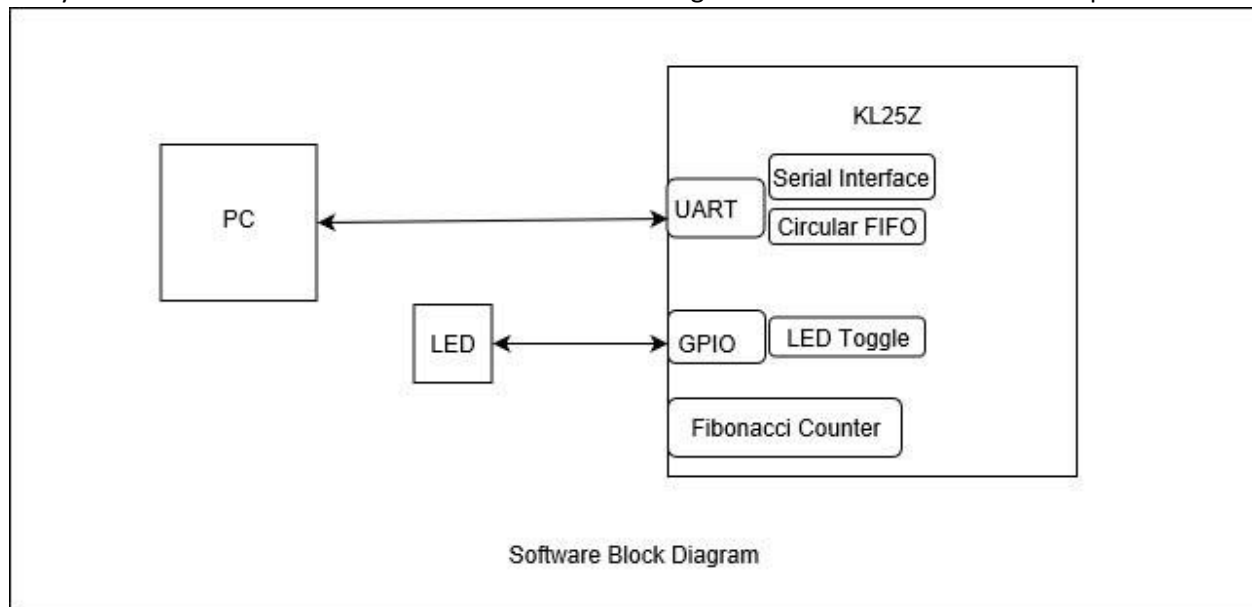 KL25Z
Serial Interface
PC
UART
Circular FIFO
LED
GPIO
LED Toggle
Fibonacci Counter
Software Block Diagram